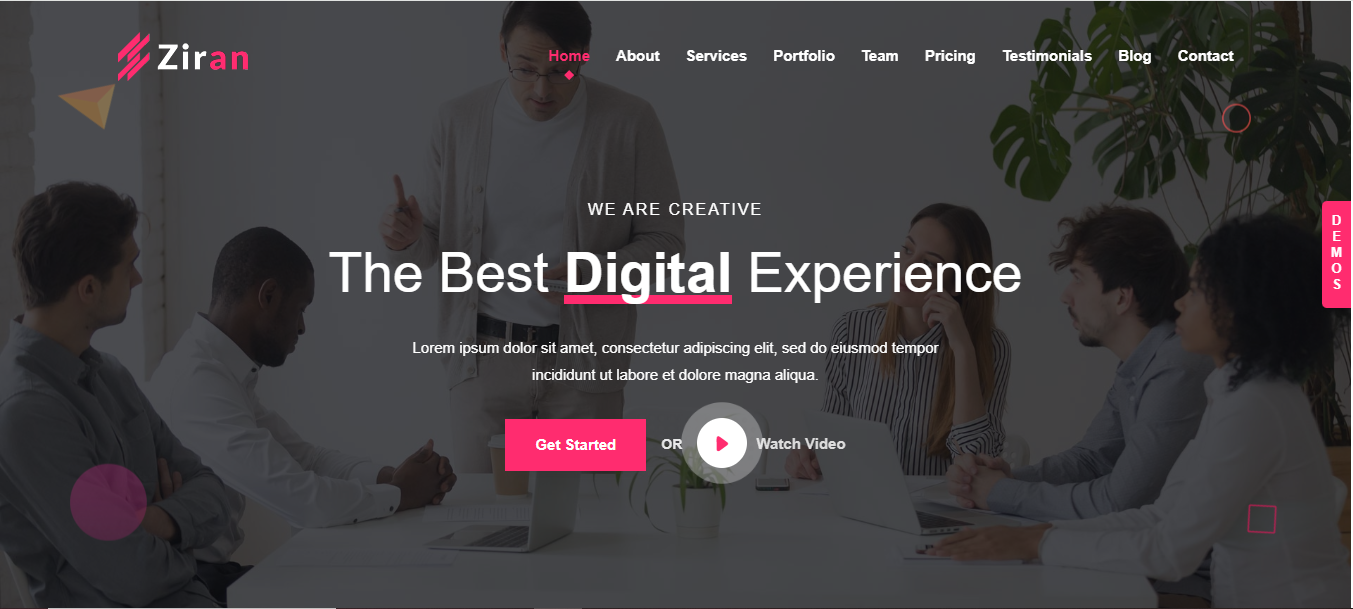 Ziran
Home About Services Portfolio Team Pricing Testimonials Blog Contact
WE ARE CREATIVE
The Best Digital Experience
Lorem ipsum dolor sit amet, consectetur adipiscing elit, sed do eiusmod tempor
incididunt ut labore et dolore magna aliqua.
Get Started OR Watch Video
DEMOS